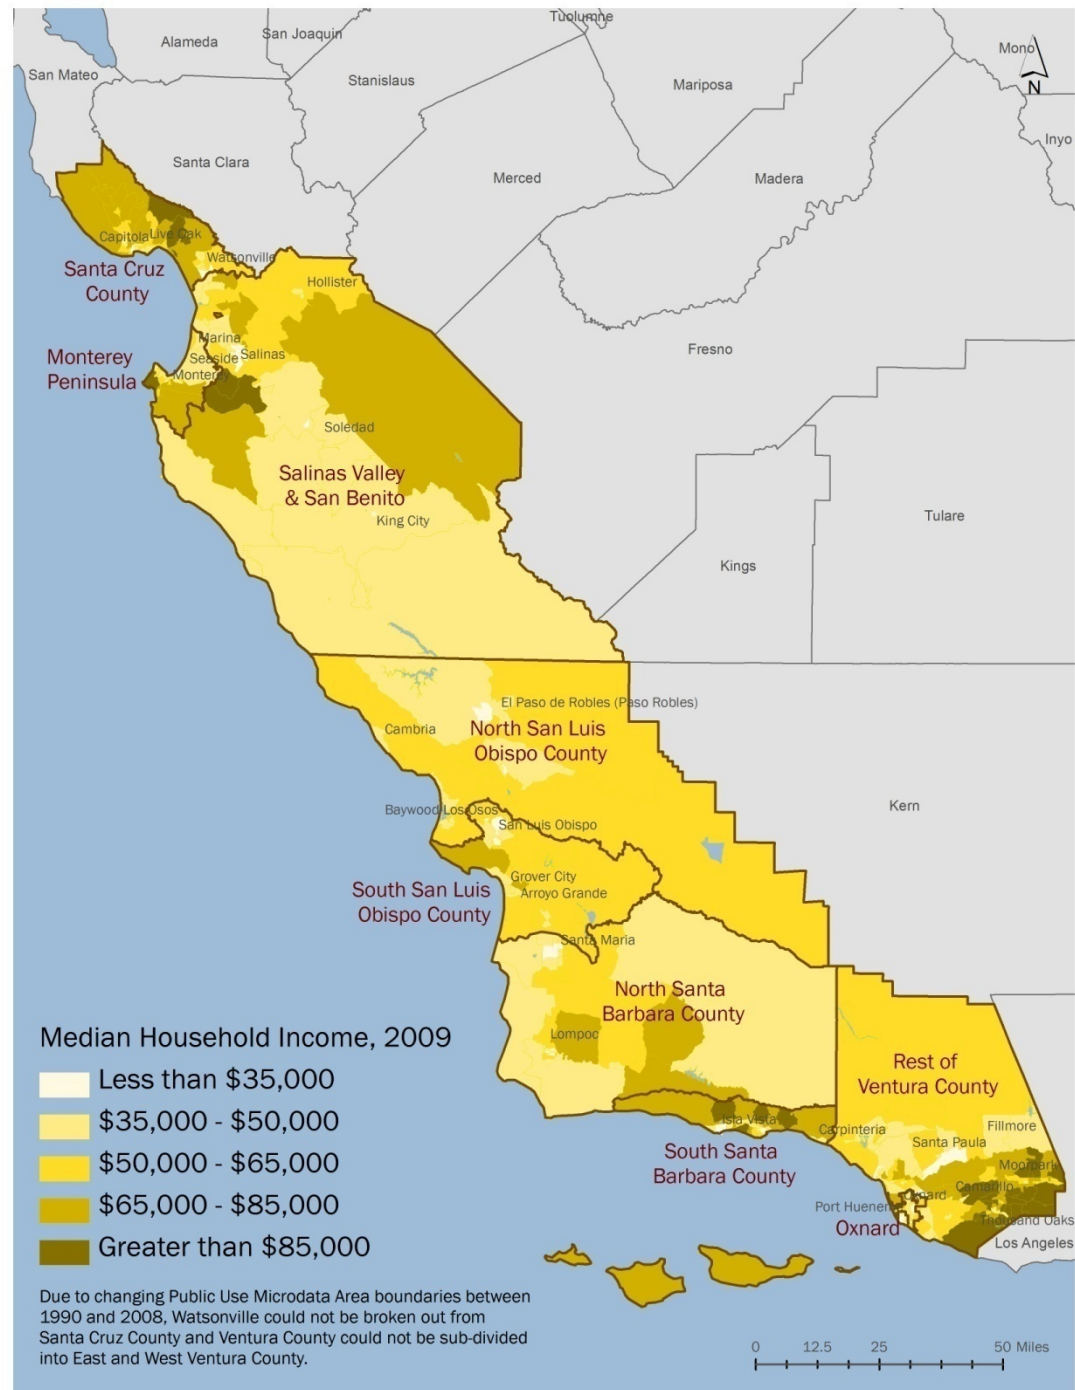 Tuolumne
San Joaquin
Alameda
Mono
N
San Mateo
Stanislaus
Mariposa
Inyo
Santa Clara
Merced
Madera
Capitola
Live Oak
Watsonville
Santa Cruz
County
Hollister
Marina
Seaside
Salinas
Monterey
Monterey
Peninsula
Fresno
Soledad
Salinas Valley
& San Benito
King City
Tulare
Kings
El Paso de Robles (Paso Robles)
Cambria
North San Luis
Obispo County
Kern
Baywood-Los Osos
San Luis Obispo
Grover City
Arroyo Grande
South San Luis
Obispo County
Santa Maria
North Santa
Barbara County
Lompoc
Rest of
Ventura County
Isla Vista
Carpinteria
Fillmore
Santa Paula
Moorpark
South Santa
Barbara County
Camarillo
Oxnard
Port Huenem
Oxnard
Thousand Oaks
Los Angeles
Median Household Income, 2009
Less than $35,000
$35,000 - $50,000
$50,000 - $65,000
$65,000 - $85,000
Greater than $85,000
Due to changing Public Use Microdata Area boundaries between
1990 and 2008, Watsonville could not be broken out from
Santa Cruz County and Ventura County could not be sub-divided
into East and West Ventura County.
0 12.5 25 50 Miles